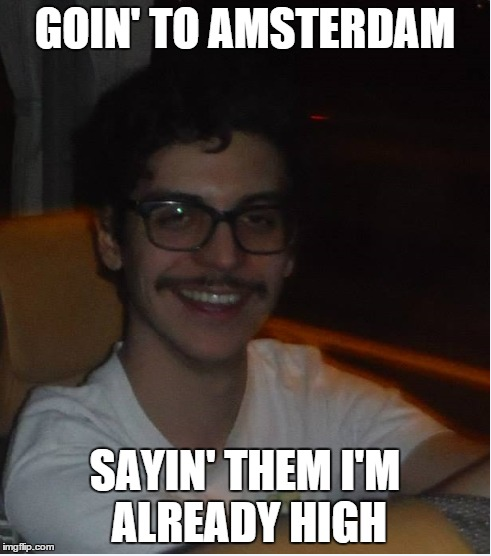 GOIN' TO AMSTERDAM
SAYIN' THEM I'M
ALREADY HIGH
imgflip.com